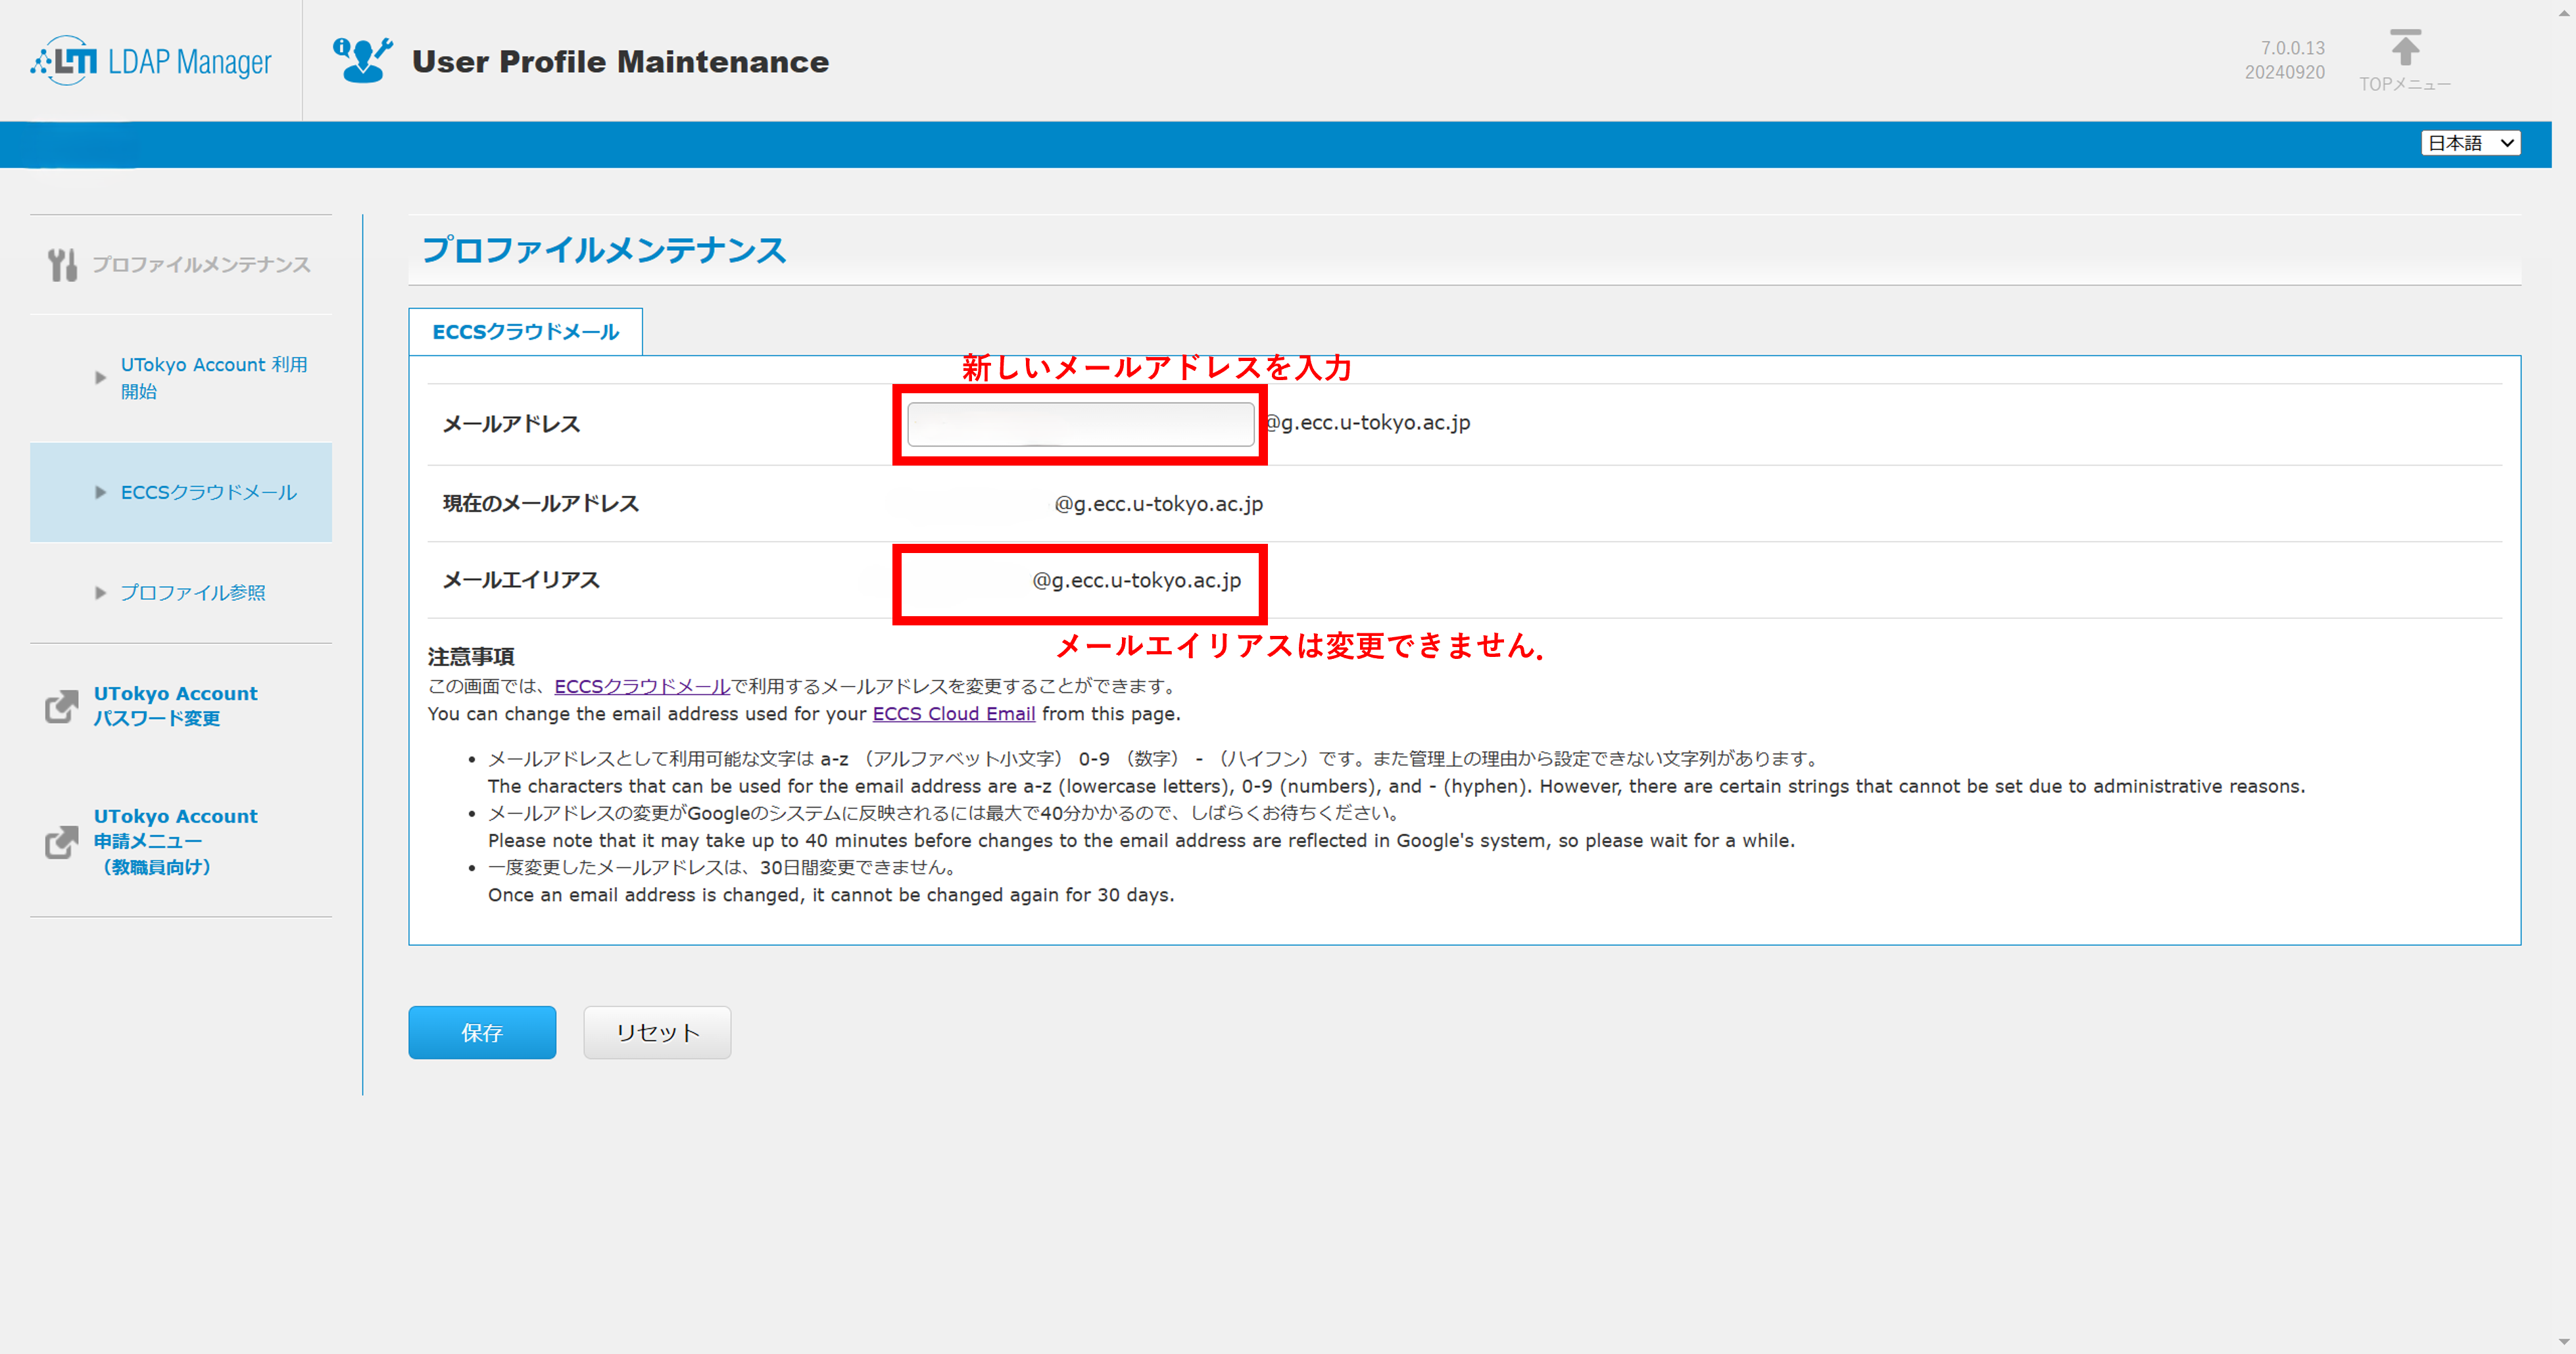 LDAP Manager
User Profile Maintenance
7.0.0.13
20240920
TOPメニュー
日本語
プロファイルメンテナンス
UTokyo Account 利用
開始
ECCSクラウドメール
プロファイル参照
UTokyo Account
パスワード変更
UTokyo Account
申請メニュー
（教職員向け）
プロファイルメンテナンス
ECCSクラウドメール
新しいメールアドレスを入力
メールアドレス @g.ecc.u-tokyo.ac.jp
現在のメールアドレス @g.ecc.u-tokyo.ac.jp
メールエイリアス @g.ecc.u-tokyo.ac.jp
メールエイリアスは変更できません．
注意事項
この画面では、ECCSクラウドメールで利用するメールアドレスを変更することができます。
You can change the email address used for your ECCS Cloud Email from this page.
• メールアドレスとして利用可能な文字は a-z （アルファベット小文字） 0-9 （数字） - （ハイフン）です。また管理上の理由から設定できない文字列があります。
The characters that can be used for the email address are a-z (lowercase letters), 0-9 (numbers), and - (hyphen). However, there are certain strings that cannot be set due to administrative reasons.
• メールアドレスの変更がGoogleのシステムに反映されるには最大で40分かかるので、しばらくお待ちください。
Please note that it may take up to 40 minutes before changes to the email address are reflected in Google's system, so please wait for a while.
• 一度変更したメールアドレスは、30日間変更できません。
Once an email address is changed, it cannot be changed again for 30 days.
保存
リセット